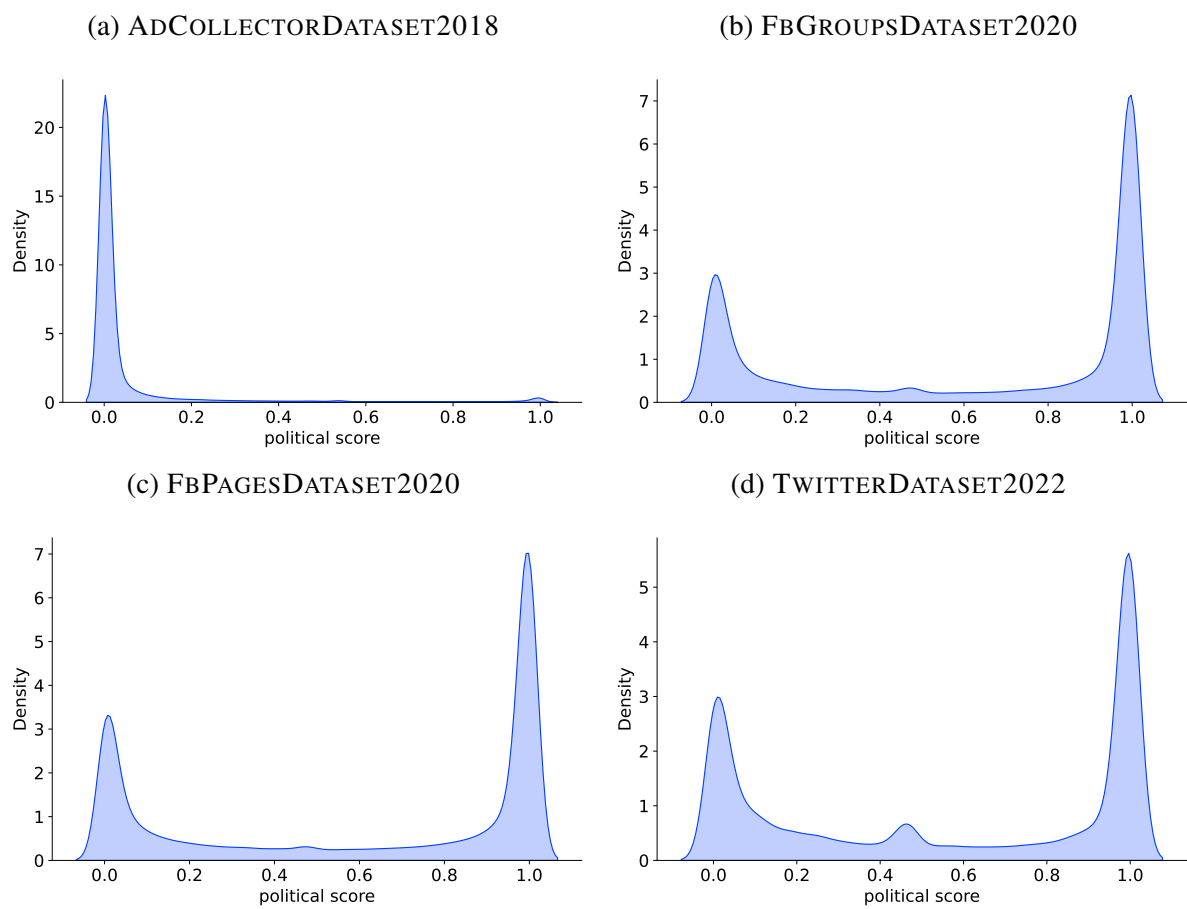 (a) ADCOLLECTORDATASET2018
(b) FBGROUPSDATASET2020
20
15
10
5
0
Density
0.0 0.2 0.4 0.6 0.8 1.0
political score
7
6
5
4
3
2
1
0
Density
0.0 0.2 0.4 0.6 0.8 1.0
political score
(c) FBPAGESDATASET2020
(d) TWITTERDATASET2022
7
6
5
4
3
2
1
0
Density
0.0 0.2 0.4 0.6 0.8 1.0
political score
5
4
3
2
1
0
Density
0.0 0.2 0.4 0.6 0.8 1.0
political score